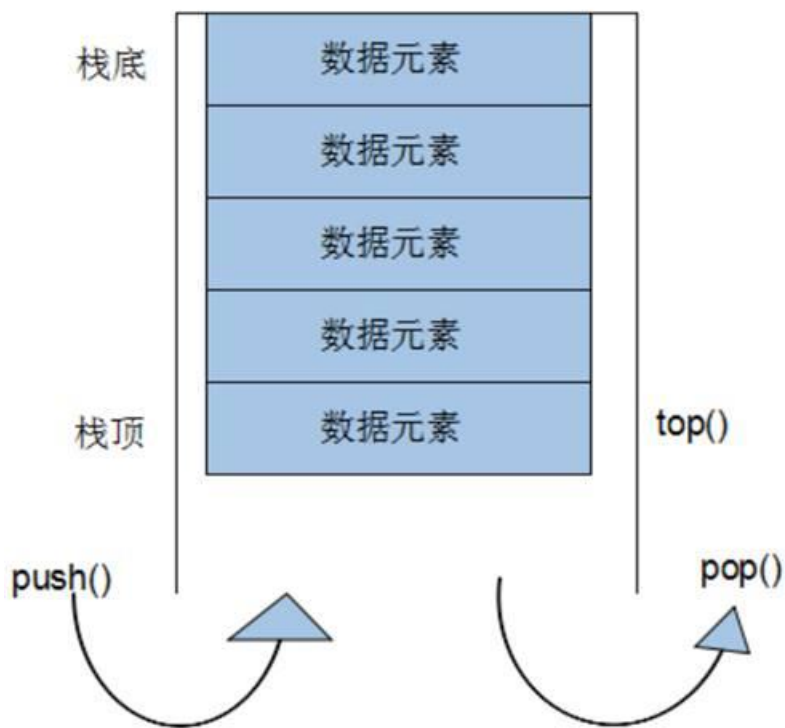 栈底
数据元素
数据元素
数据元素
数据元素
栈顶
数据元素
top()
push()
pop()